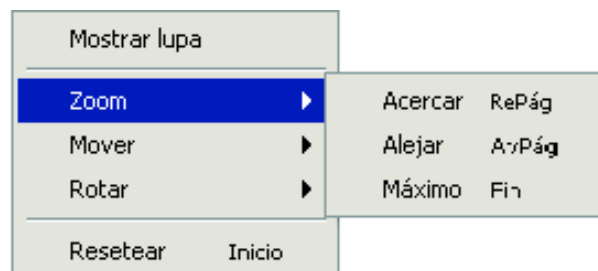 Mostrar lupa
Zoom
Acercar RePág
Mover
Alejar AvPág
Rotar
Máximo Fin
Resetear Inicio